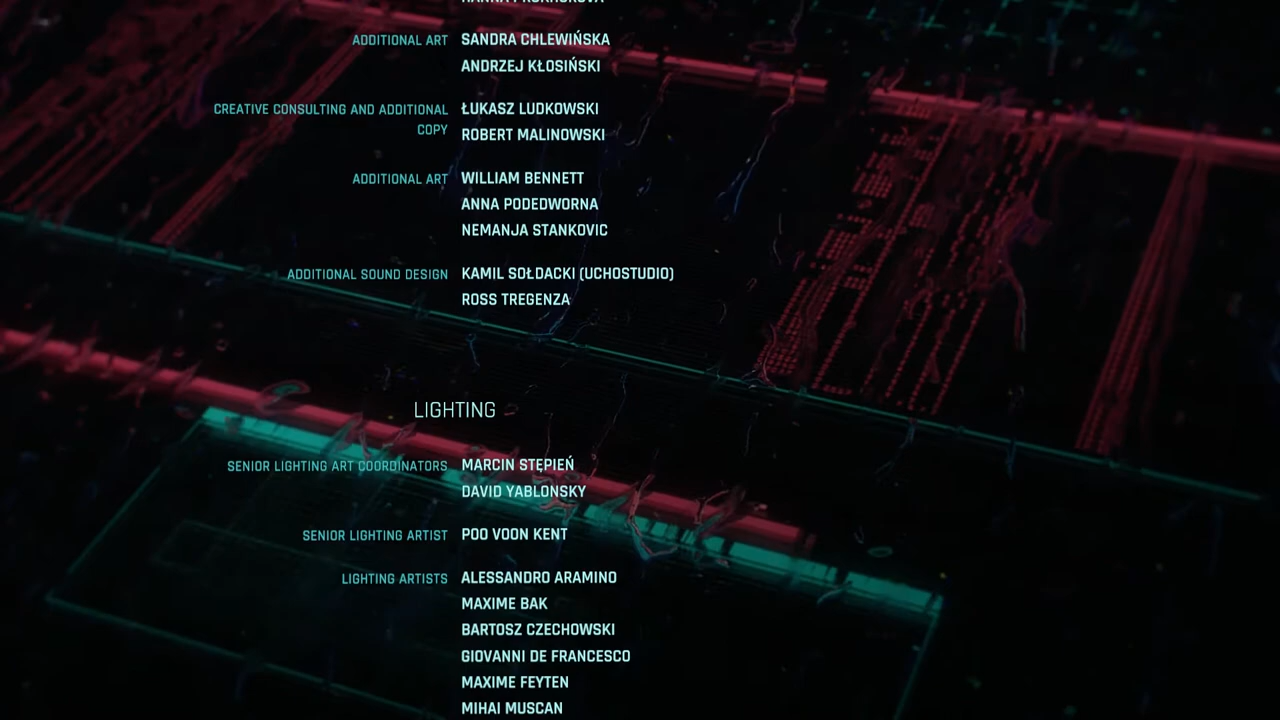 ADDITIONAL ART SANDRA CHLEWIŃSKA
ANDRZEJ KŁOSIŃSKI
CREATIVE CONSULTING AND ADDITIONAL ŁUKASZ LUDKOWSKI
COPY ROBERT MALINOWSKI
ADDITIONAL ART WILLIAM BENNETT
ANNA PODEDWORNA
NEMANJA STANKOVIC
ADDITIONAL SOUND DESIGN KAMIL SOŁDACKI (UCHOSTUDIO)
ROSS TREGENZA
LIGHTING
SENIOR LIGHTING ART COORDINATORS MARCIN STĘPIEŃ
DAVID YABLONSKY
SENIOR LIGHTING ARTIST POO VOON KENT
LIGHTING ARTISTS ALESSANDRO ARAMINO
MAXIME BAK
BARTOSZ CZECHOWSKI
GIOVANNI DE FRANCESCO
MAXIME FEYTEN
MIHAI MUSCAN